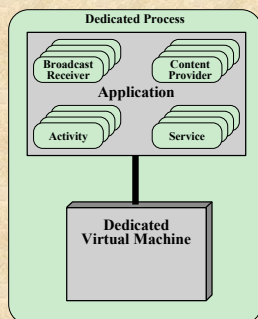 Dedicated Process
Broadcast
Receiver
Content
Provider
Application
Activity
Service
Dedicated
Virtual Machine